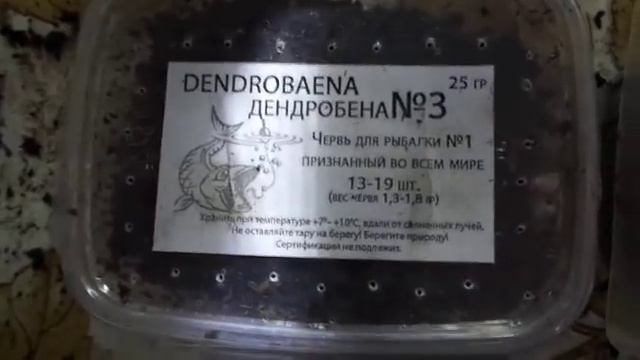 DENDROBAENA 25 ГР
ДЕНДРОБЕНА №3
ЧЕРВЬ ДЛЯ РЫБАЛКИ №1
ПРИЗНАННЫЙ ВО ВСЕМ МИРЕ
13-19 ШТ.
(ВЕС ЧЕРВЯ 1,3-1,8 ГР)
Хранить при температуре +7°- +10°С, вдали от солнечных лучей.
Не оставляйте тару на берегу! Берегите природу!
Сертификации не подлежит.